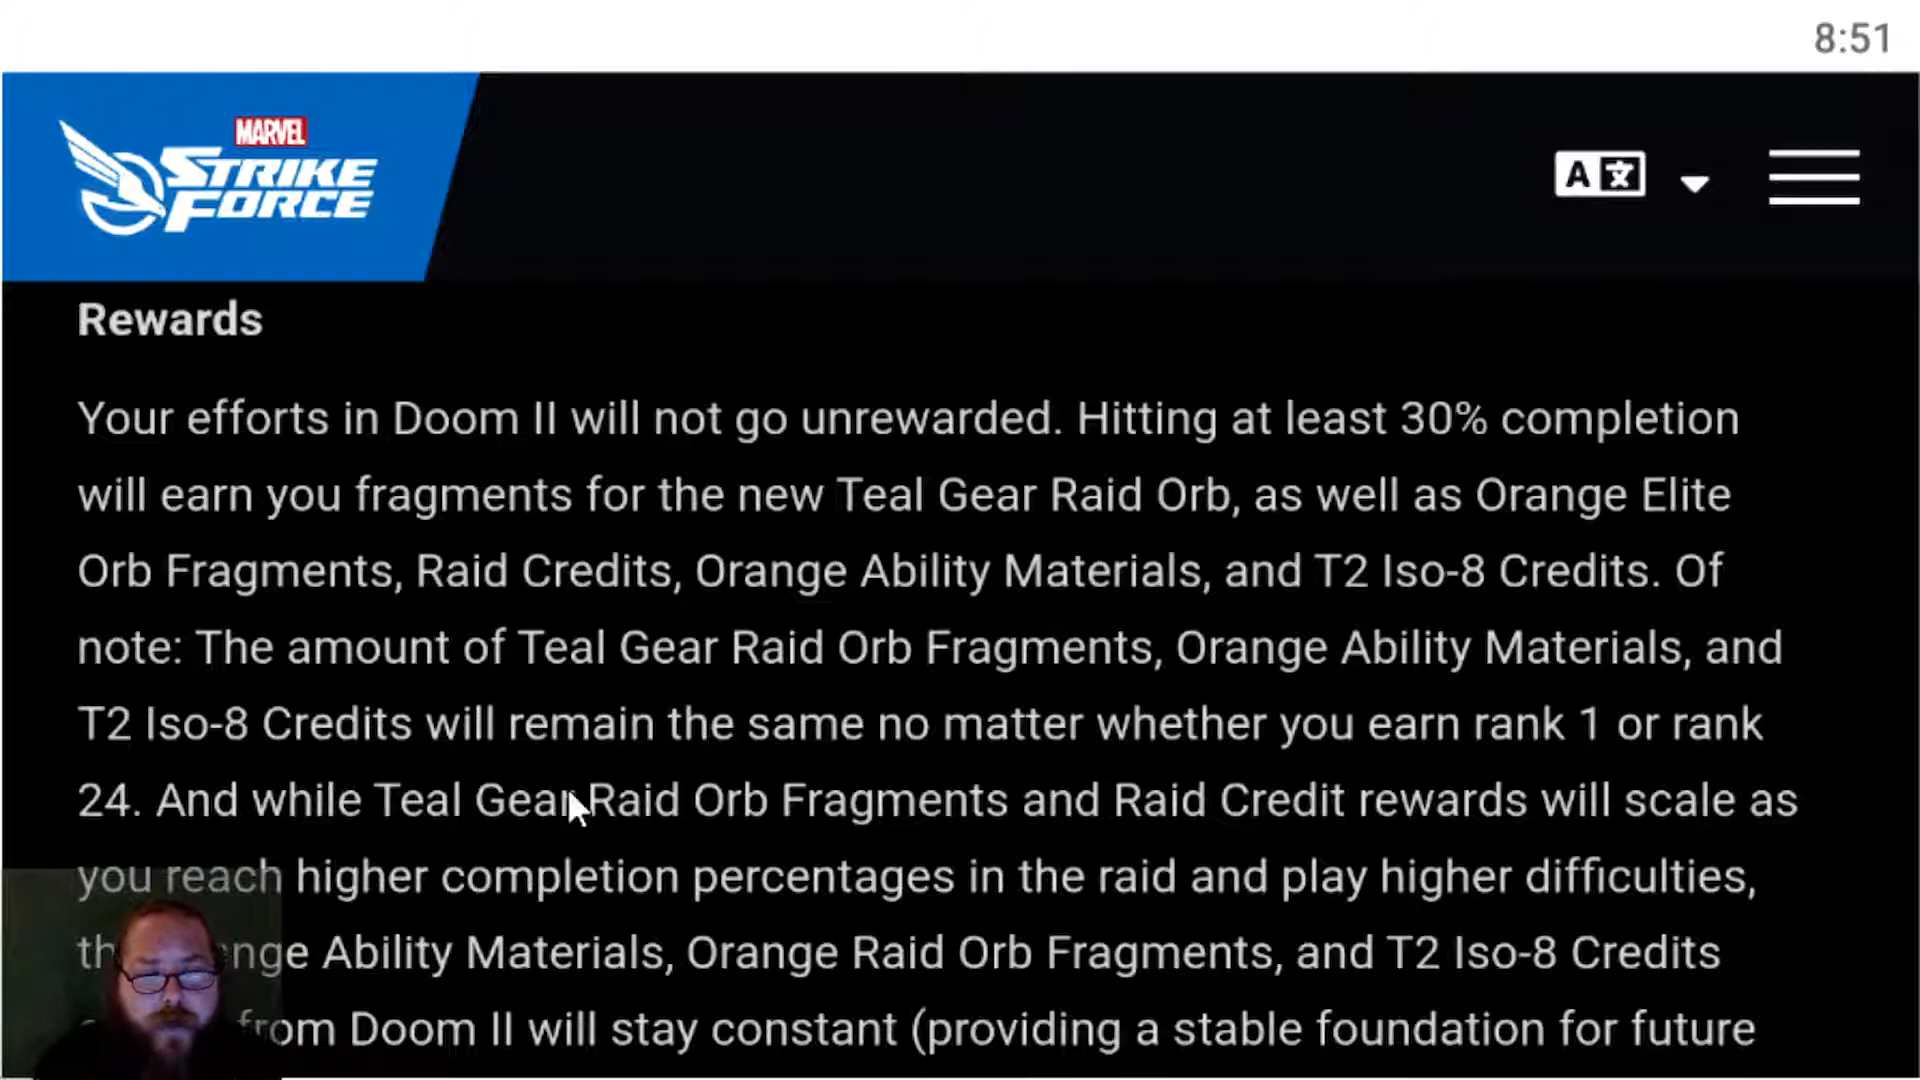 8:51
MARVEL
STRIKE
FORCE
A 文
Rewards
Your efforts in Doom II will not go unrewarded. Hitting at least 30% completion
will earn you fragments for the new Teal Gear Raid Orb, as well as Orange Elite
Orb Fragments, Raid Credits, Orange Ability Materials, and T2 Iso-8 Credits. Of
note: The amount of Teal Gear Raid Orb Fragments, Orange Ability Materials, and
T2 Iso-8 Credits will remain the same no matter whether you earn rank 1 or rank
24. And while Teal Gear Raid Orb Fragments and Raid Credit rewards will scale as
you reach higher completion percentages in the raid and play higher difficulties,
Ability Materials, Orange Raid Orb Fragments, and T2 Iso-8 Credits
from Doom II will stay constant (providing a stable foundation for future